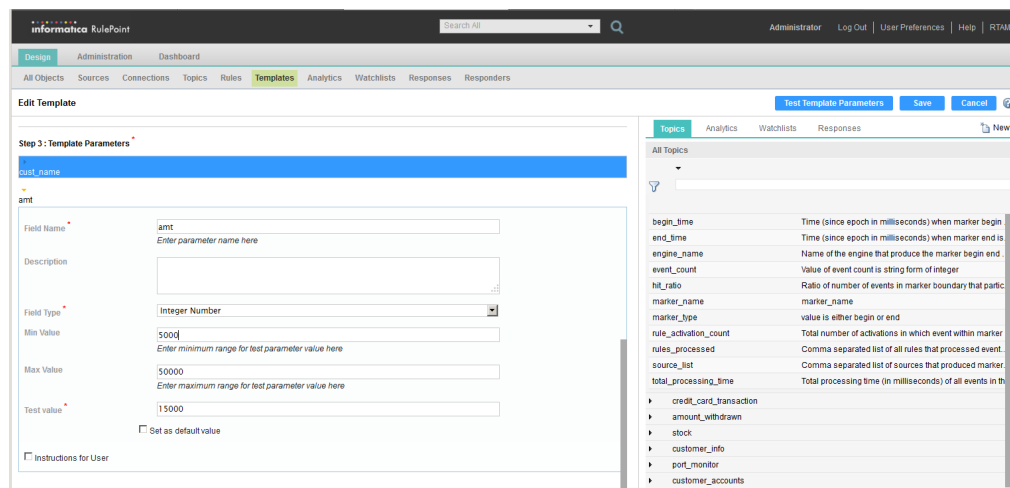 informatica RulePoint
Search All
Administrator Log Out User Preferences Help RTAM
Design Administration Dashboard
All Objects Sources Connections Topics Rules Templates Analytics Watchlists Responses Responders
Edit Template
Test Template Parameters Save Cancel
Step 3 : Template Parameters *
cust_name
amt
Field Name *
amt
Enter parameter name here
Description
Field Type *
Integer Number
Min Value
5000
Enter minimum range for test parameter value here
Max Value
50000
Enter maximum range for test parameter value here
Test value *
15000
Set as default value
Instructions for User
Topics Analytics Watchlists Responses New
All Topics
begin_time Time (since epoch in milliseconds) when marker begin .
end_time Time (since epoch in milliseconds) when marker end is.
engine_name Name of the engine that produce the marker begin end .
event_count Value of event count is string form of integer
hit_ratio Ratio of number of events in marker boundary that partic
marker_name marker_name
marker_type value is either begin or end
rule_activation_count Total number of activations in which event within marker
rules_processed Comma separated list of all rules that processed event..
source_list Comma separated list of sources that produced marker.
total_processing_time Total processing time (in milliseconds) of all events in th
credit_card_transaction
amount_withdrawn
stock
customer_info
port_monitor
customer_accounts